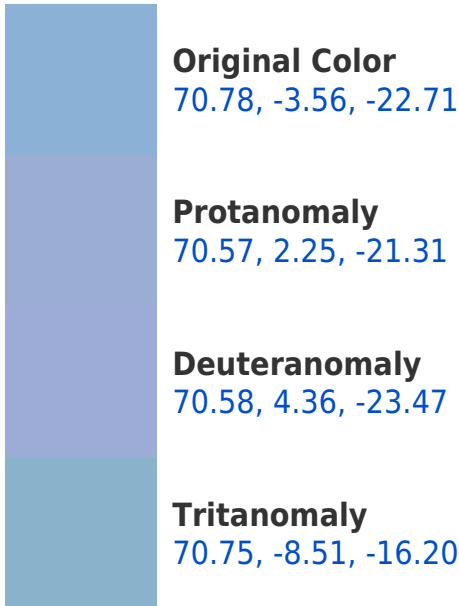 Original Color
70.78, -3.56, -22.71
Protanomaly
70.57, 2.25, -21.31
Deuteranomaly
70.58, 4.36, -23.47
Tritanomaly
70.75, -8.51, -16.20